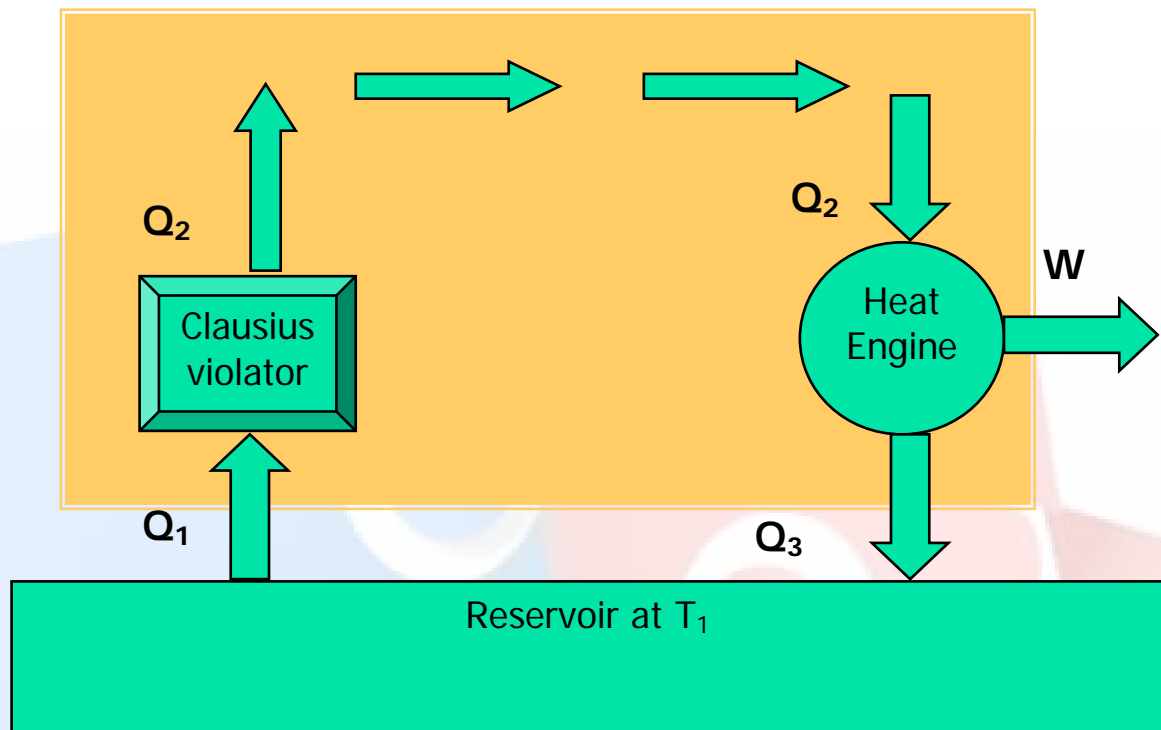 Q₂
Q₂
W
Clausius
violator
Heat
Engine
Q₁
Q₃
Reservoir at T₁